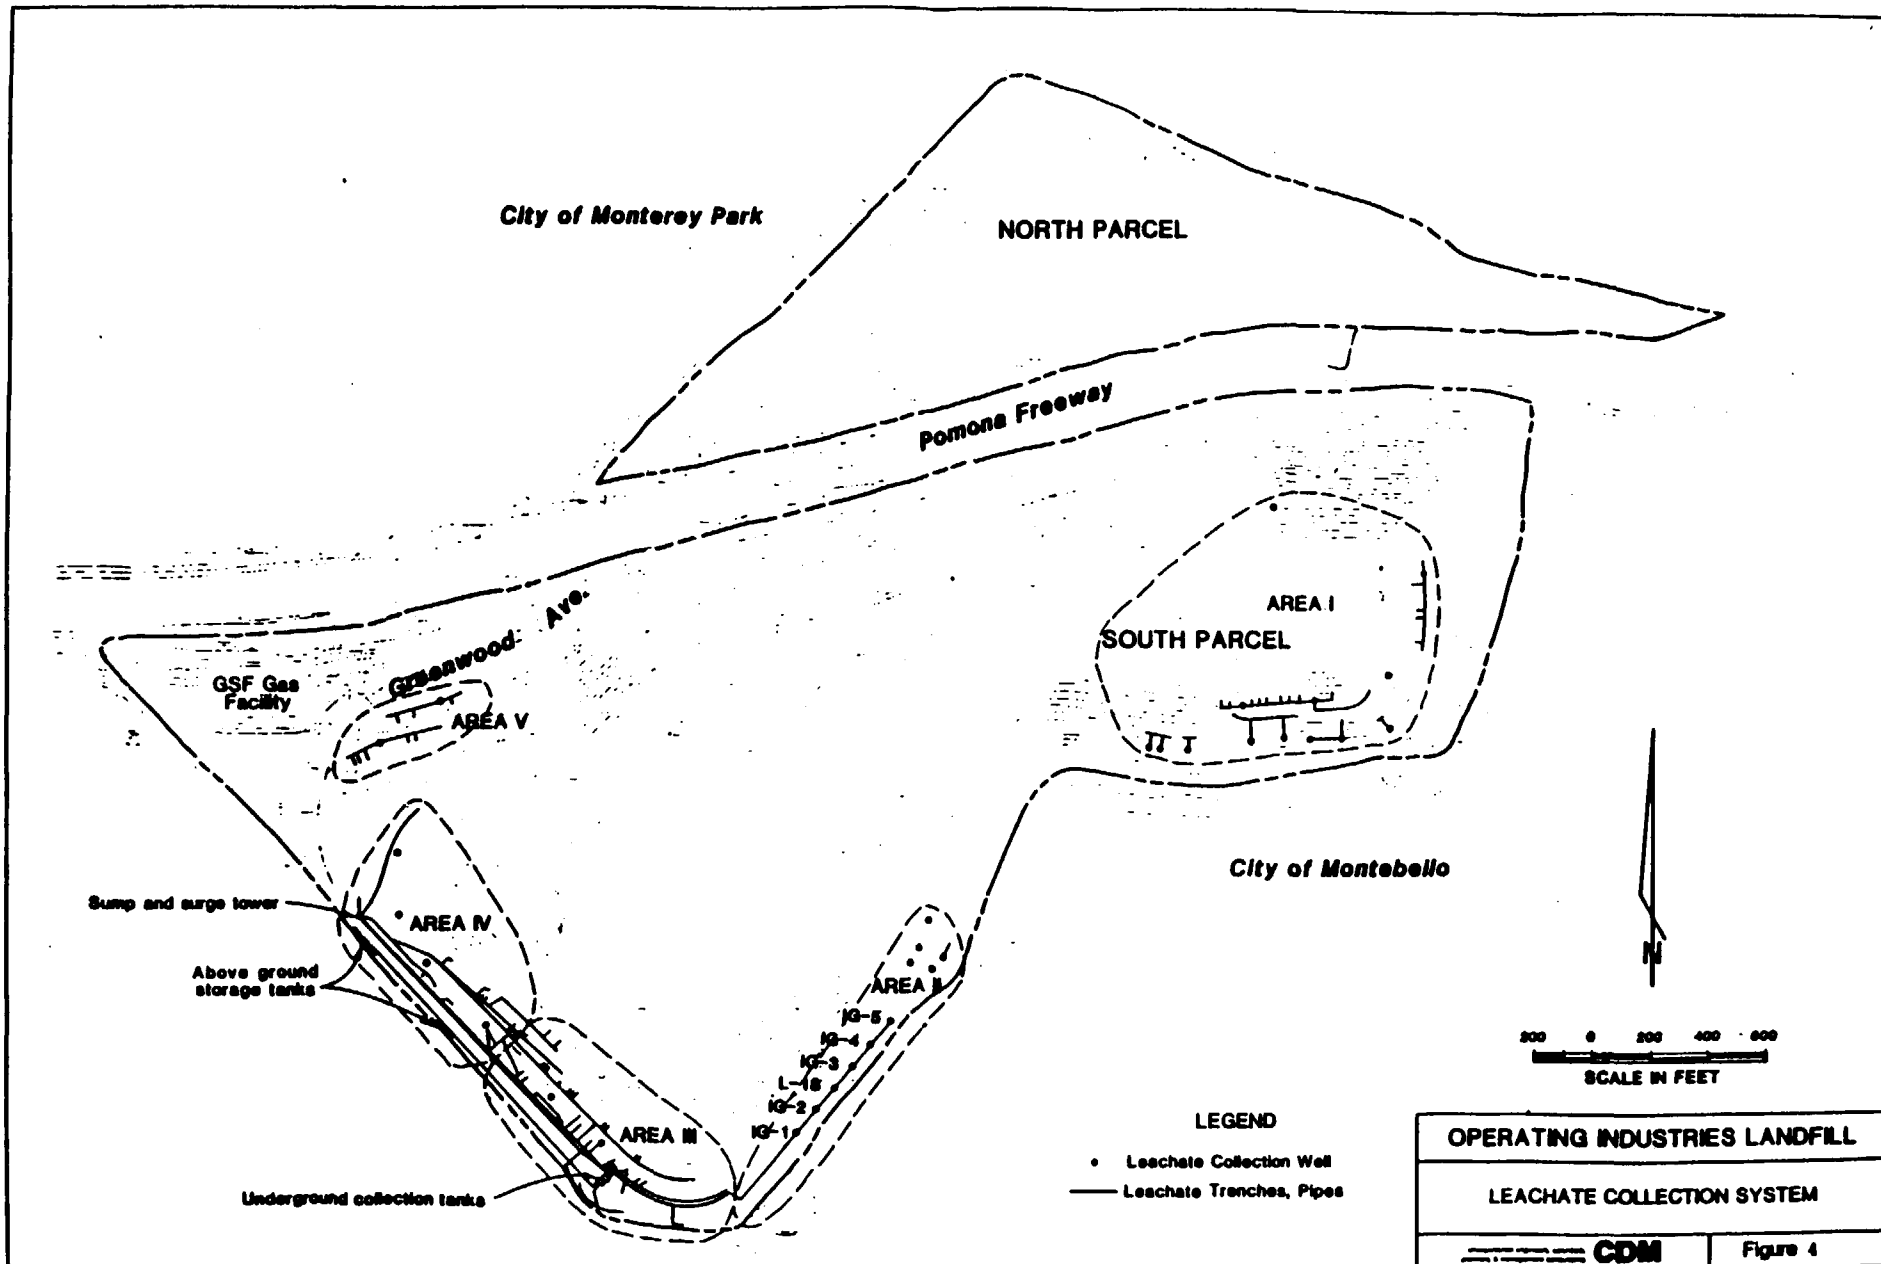 City of Monterey Park
NORTH PARCEL
Pomona Freeway
Greenwood Ave.
GSF Gas
Facility
AREA V
AREA I
SOUTH PARCEL
City of Montebello
Sump and surge tower
AREA IV
Above ground
storage tanks
AREA II
IG-5
IG-4
IG-3
L-18
IG-2
IG-1
AREA III
Underground collection tanks
N
200 0 200 400 600
SCALE IN FEET
LEGEND
Leachate Collection Well
Leachate Trenches, Pipes
OPERATING INDUSTRIES LANDFILL
LEACHATE COLLECTION SYSTEM
CDM
Figure 4